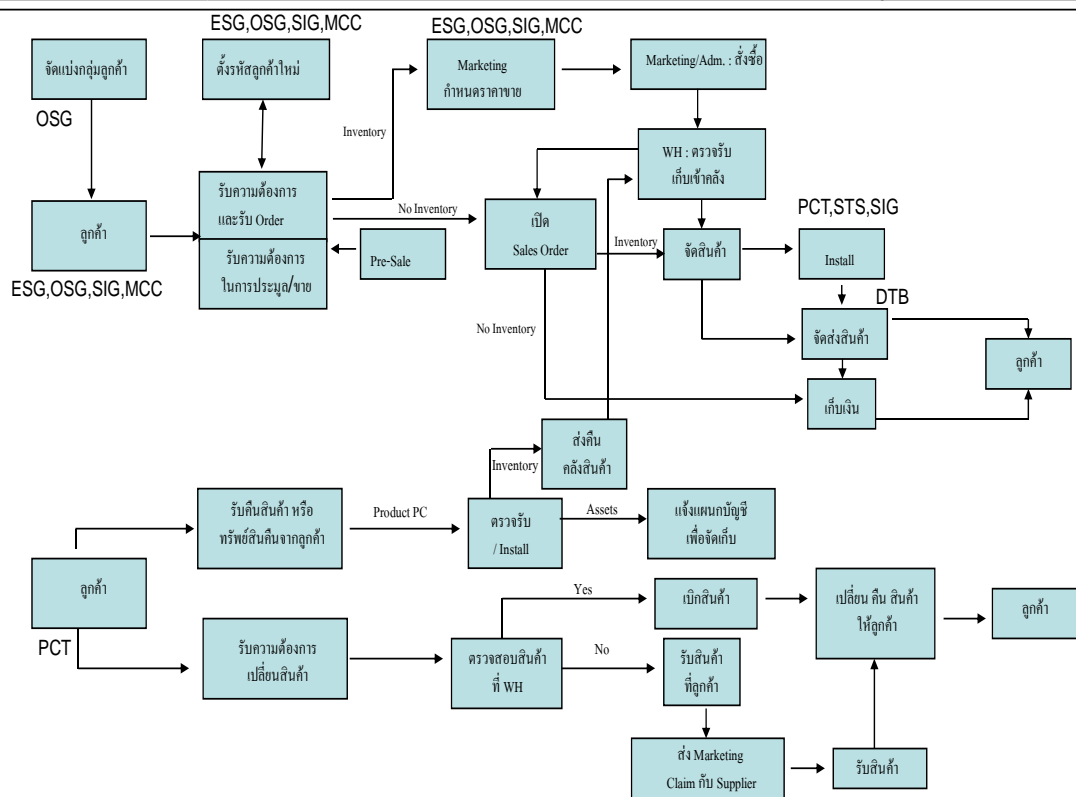 ESG,OSG,SIG,MCC
ESG,OSG,SIG,MCC
จัดแบ่งกลุ่มลูกค้า
ตั้งรหัสลูกค้าใหม่
Marketing
กำหนดราคาขาย
Marketing/Adm. : สั่งซื้อ
OSG
Inventory
WH : ตรวจรับ
เก็บเข้าคลัง
รับความต้องการ
และรับ Order
No Inventory
ลูกค้า
เปิด
Sales Order
PCT,STS,SIG
Inventory
จัดสินค้า
Install
รับความต้องการ
ในการประมูล/ขาย
Pre-Sale
ESG,OSG,SIG,MCC
DTB
No Inventory
จัดส่งสินค้า
ลูกค้า
เก็บเงิน
ส่งคืน
คลังสินค้า
Inventory
รับคืนสินค้า หรือ
ทรัพย์สินคืนจากลูกค้า
Product PC
ตรวจรับ
/ Install
Assets
แจ้งแผนกบัญชี
เพื่อจัดเก็บ
ลูกค้า
PCT
Yes
เบิกสินค้า
เปลี่ยน คืน สินค้า
ให้ลูกค้า
ลูกค้า
รับความต้องการ
เปลี่ยนสินค้า
ตรวจสอบสินค้า
ที่ WH
No
รับสินค้า
ที่ลูกค้า
ส่ง Marketing
Claim กับ Supplier
รับสินค้า